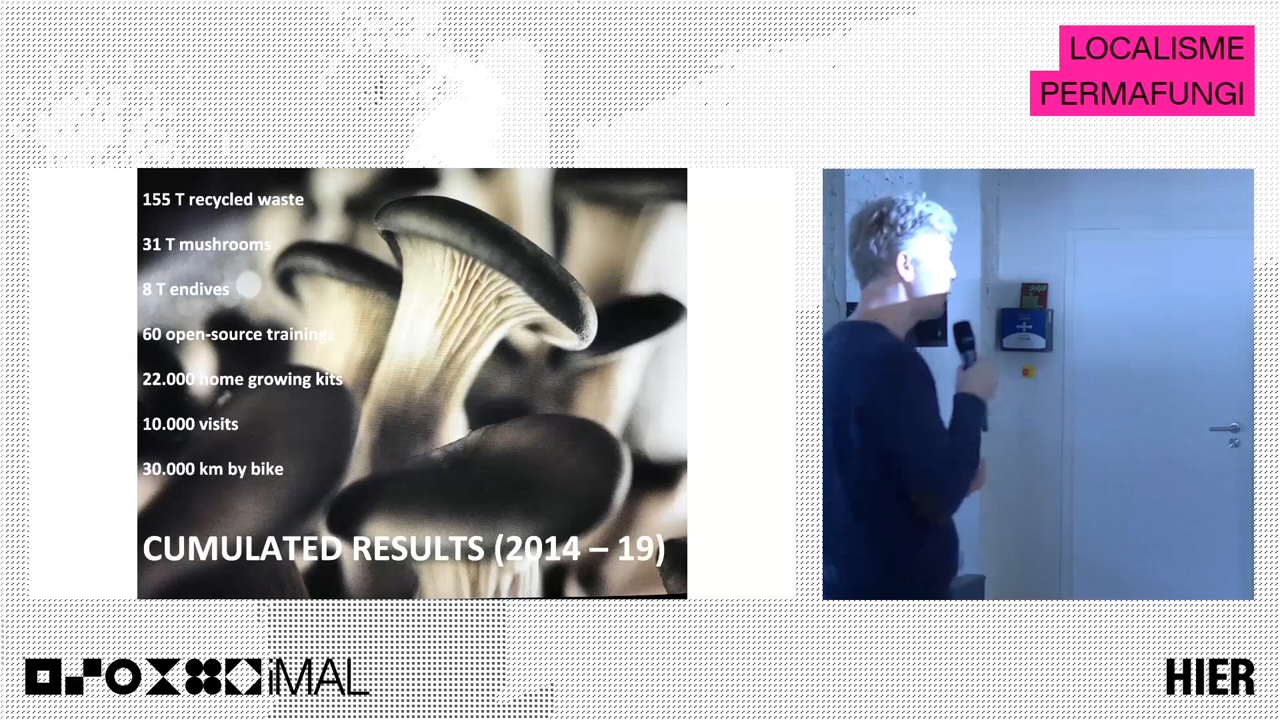 LOCALISME
PERMAFUNGI
155 T recycled waste
31 T mushrooms
8 T endives
60 open-source trainings
22.000 home growing kits
10.000 visits
30.000 km by bike
CUMULATED RESULTS (2014 – 19)
iMAL
HIER